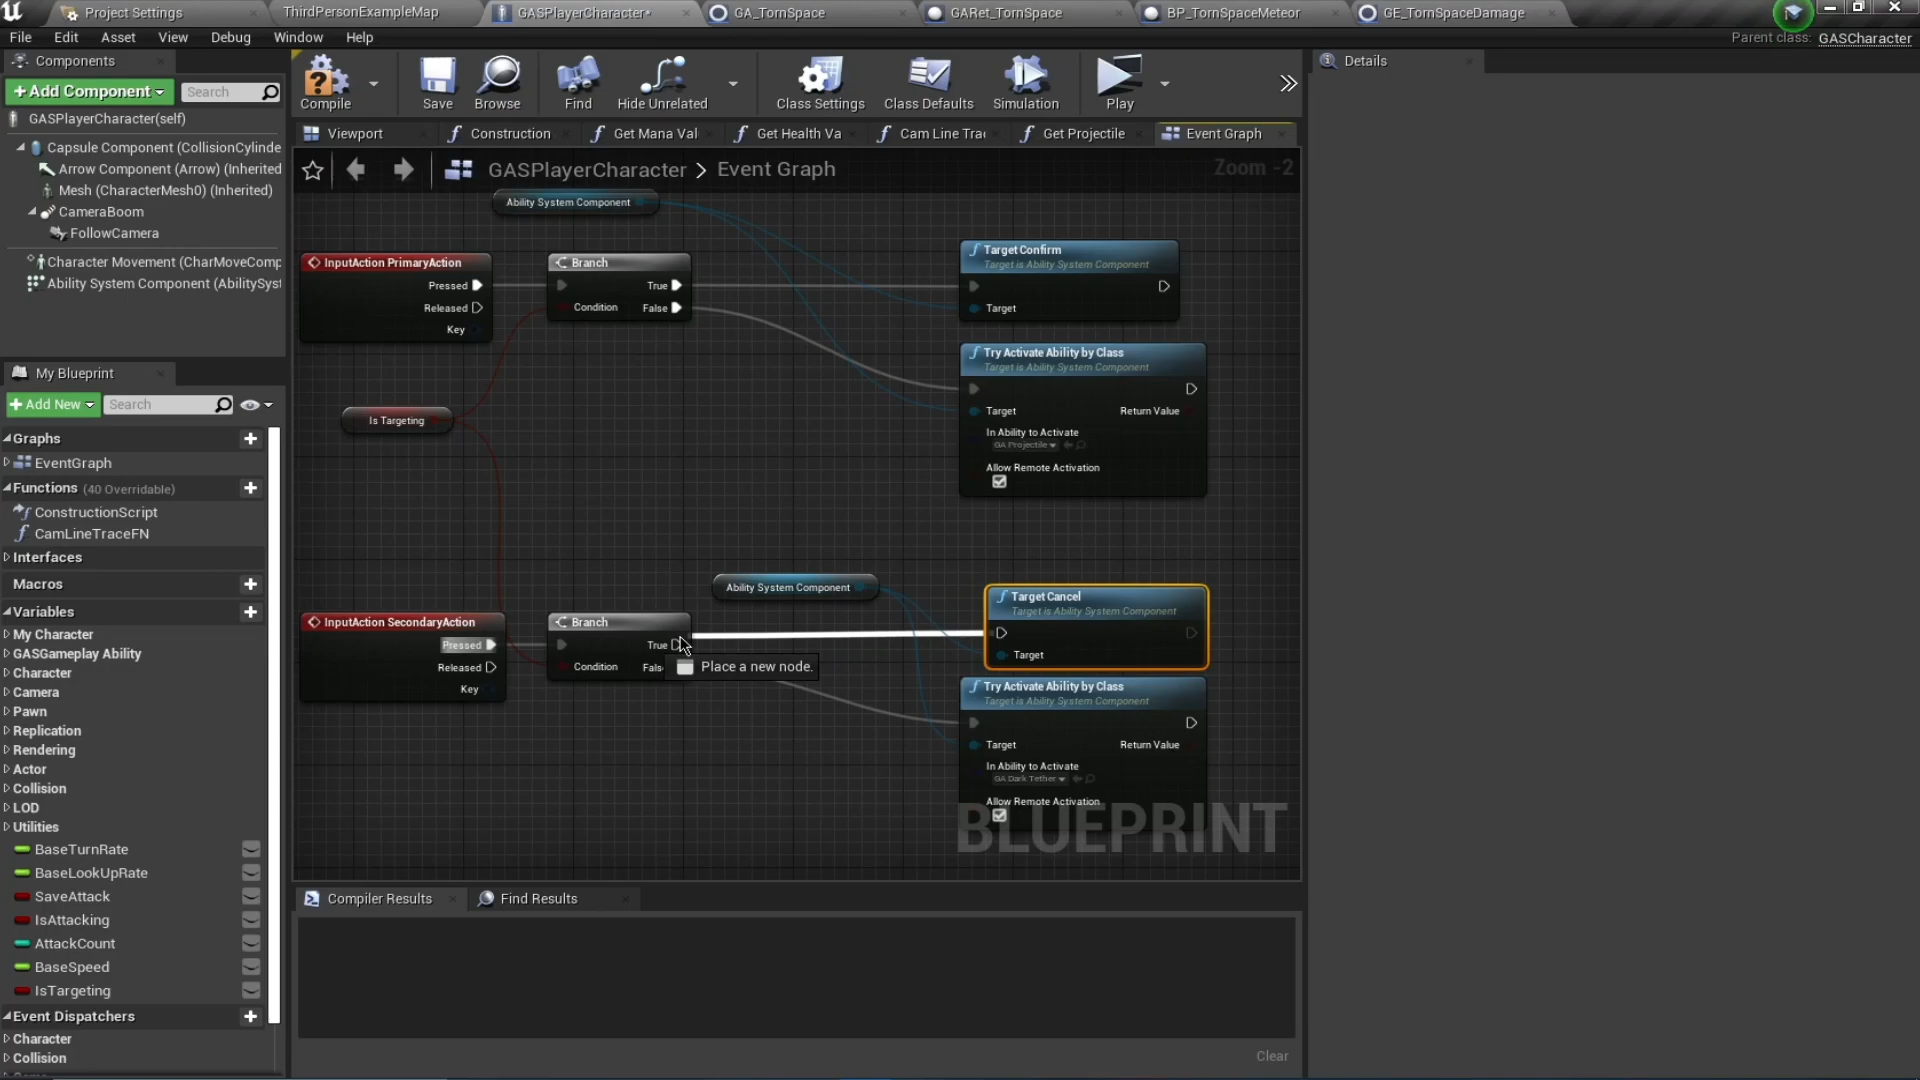 Project Settings
ThirdPersonExampleMap
GASPlayerCharacter*
GA_TornSpace
GARet_TornSpace
BP_TornSpaceMeteor
GE_TornSpaceDamage
File
Edit
Asset
View
Debug
Window
Help
Parent class: GASCharacter
Components
+Add Component
Search
GASPlayerCharacter(self)
Capsule Component (CollisionCylinde
Arrow Component (Arrow) (Inherited
Mesh (CharacterMesh0) (Inherited)
CameraBoom
FollowCamera
Character Movement (CharMoveComp
Ability System Component (AbilitySyst
My Blueprint
+Add New
Search
Graphs
EventGraph
Functions (40 Overridable)
ConstructionScript
CamLineTraceFN
Interfaces
Macros
Variables
My Character
GASGameplay Ability
Character
Camera
Pawn
Replication
Rendering
Actor
Collision
LOD
Utilities
BaseTurnRate
BaseLookUpRate
SaveAttack
IsAttacking
AttackCount
BaseSpeed
IsTargeting
Event Dispatchers
Character
Collision
Compile
Save
Browse
Find
Hide Unrelated
Class Settings
Class Defaults
Simulation
Play
Viewport
Construction
Get Mana Val
Get Health Va
Cam Line Trac
Get Projectile
Event Graph
GASPlayerCharacter > Event Graph
Zoom -2
Ability System Component
InputAction PrimaryAction
Pressed
Released
Key
Branch
True
Condition
False
Target Confirm
Target is Ability System Component
Target
Try Activate Ability by Class
Target is Ability System Component
Target
Return Value
In Ability to Activate
GA Projectile
Allow Remote Activation
Is Targeting
Ability System Component
InputAction SecondaryAction
Pressed
Released
Key
Branch
True
Condition
Fals
Place a new node.
Target Cancel
Target is Ability System Component
Target
Try Activate Ability by Class
Target is Ability System Component
Target
Return Value
In Ability to Activate
GA Dark Tether
Allow Remote Activation
BLUEPRINT
Compiler Results
Find Results
Clear
Details